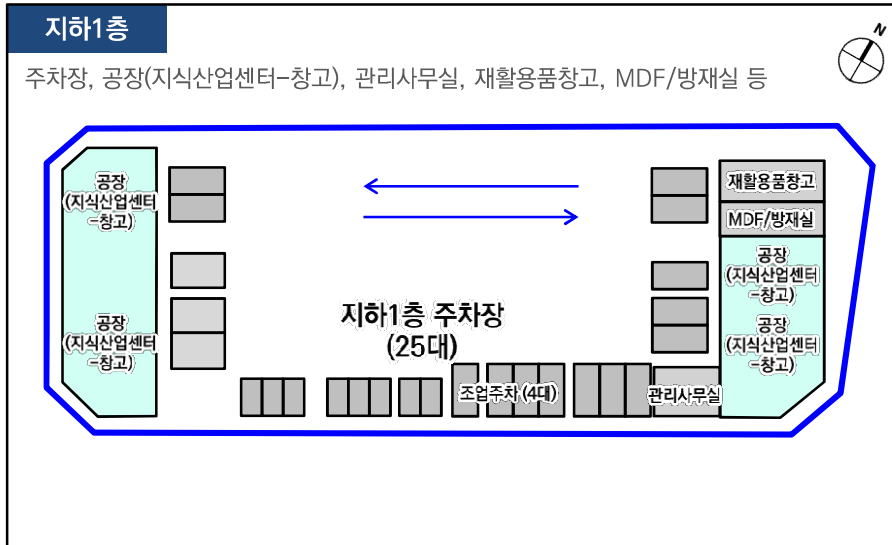 지하1층
N
주차장, 공장(지식산업센터-창고), 관리사무실, 재활용품창고, MDF/방재실 등
공장
(지식산업센터
-창고)
재활용품창고
MDF/방재실
공장
(지식산업센터
-창고)
공장
(지식산업센터
-창고)
지하1층 주차장
(25대)
공장
(지식산업센터
-창고)
조업주차 (4대)
관리사무실